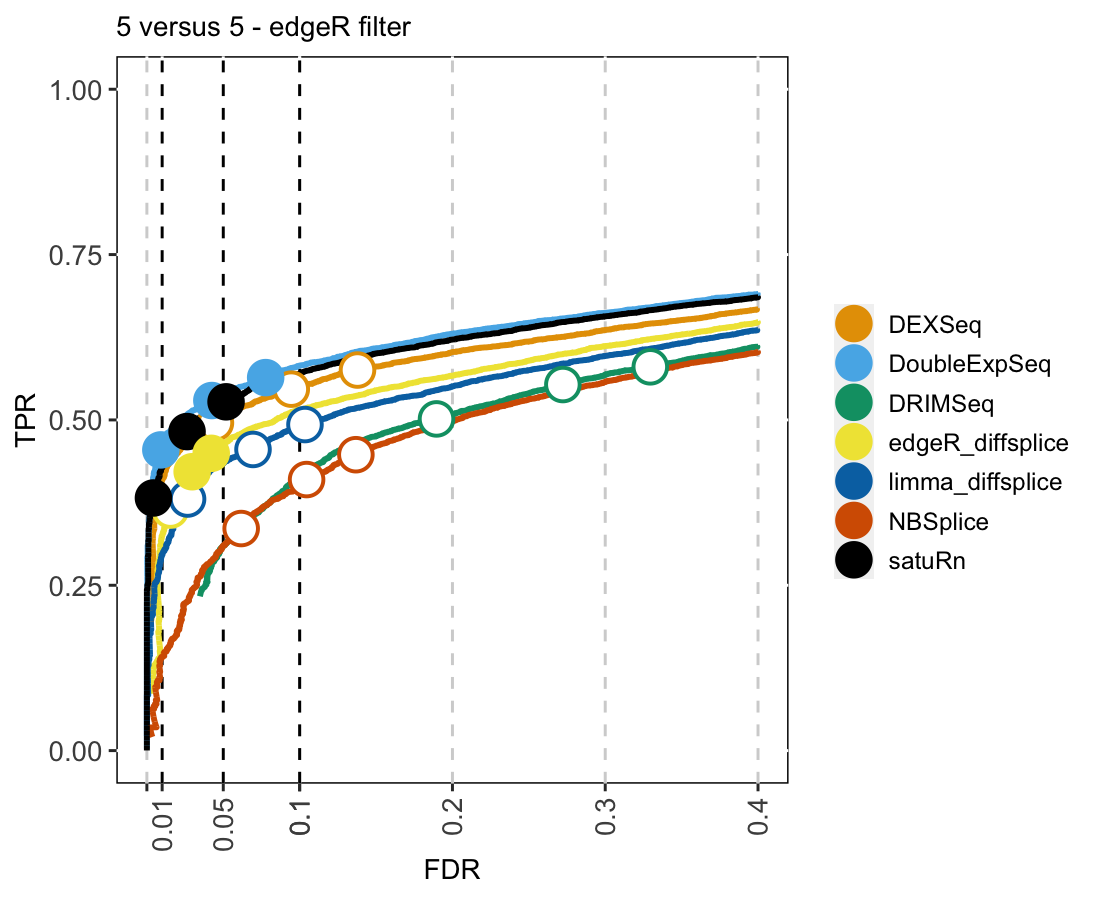 5 versus 5 - edgeR filter
TPR
1.00
0.75
0.50
0.25
0.00
0.01
0.05
0.1
0.2
0.3
0.4
FDR
DEXSeq
DoubleExpSeq
DRIMSeq
edgeR_diffsplice
limma_diffsplice
NBSplice
satuRn